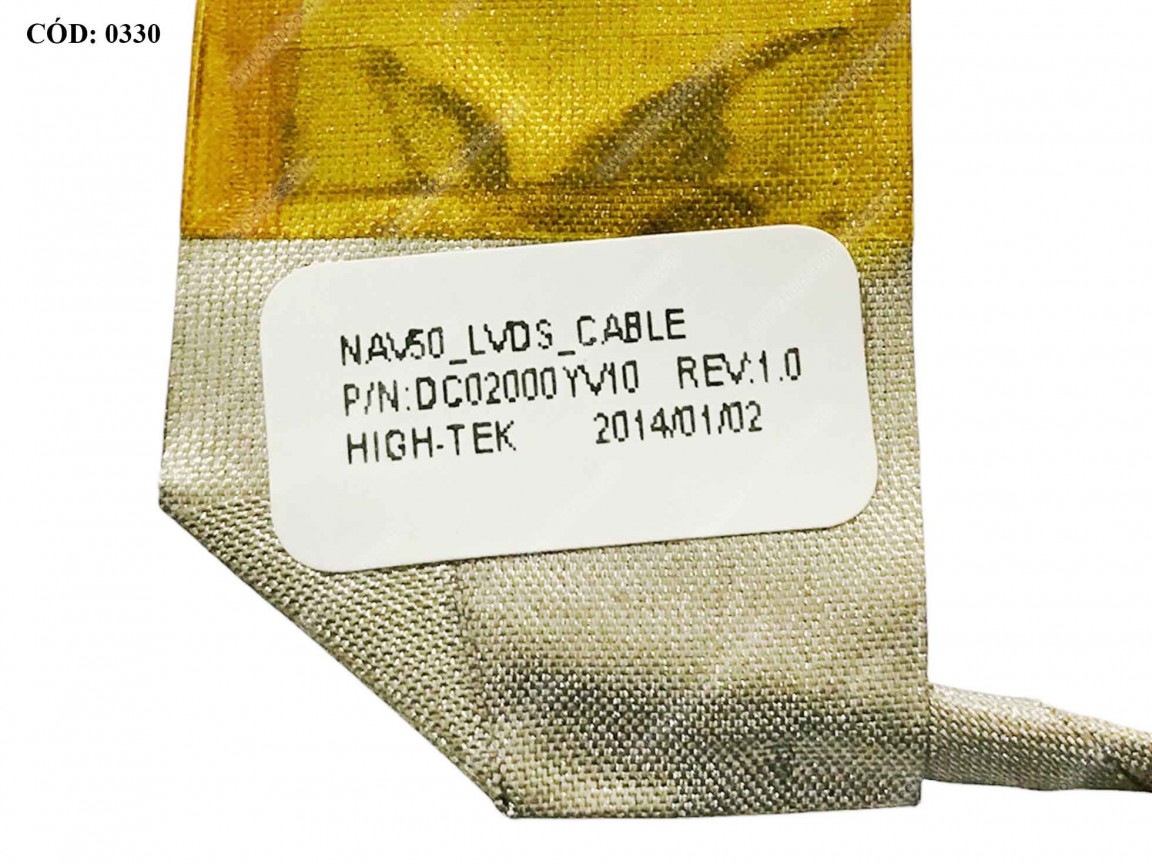 CÓD: 0330
NAV50_LVDS_CABLE
P/N:DC02000YV10 REV:1.0
HIGH-TEK 2014/01/02